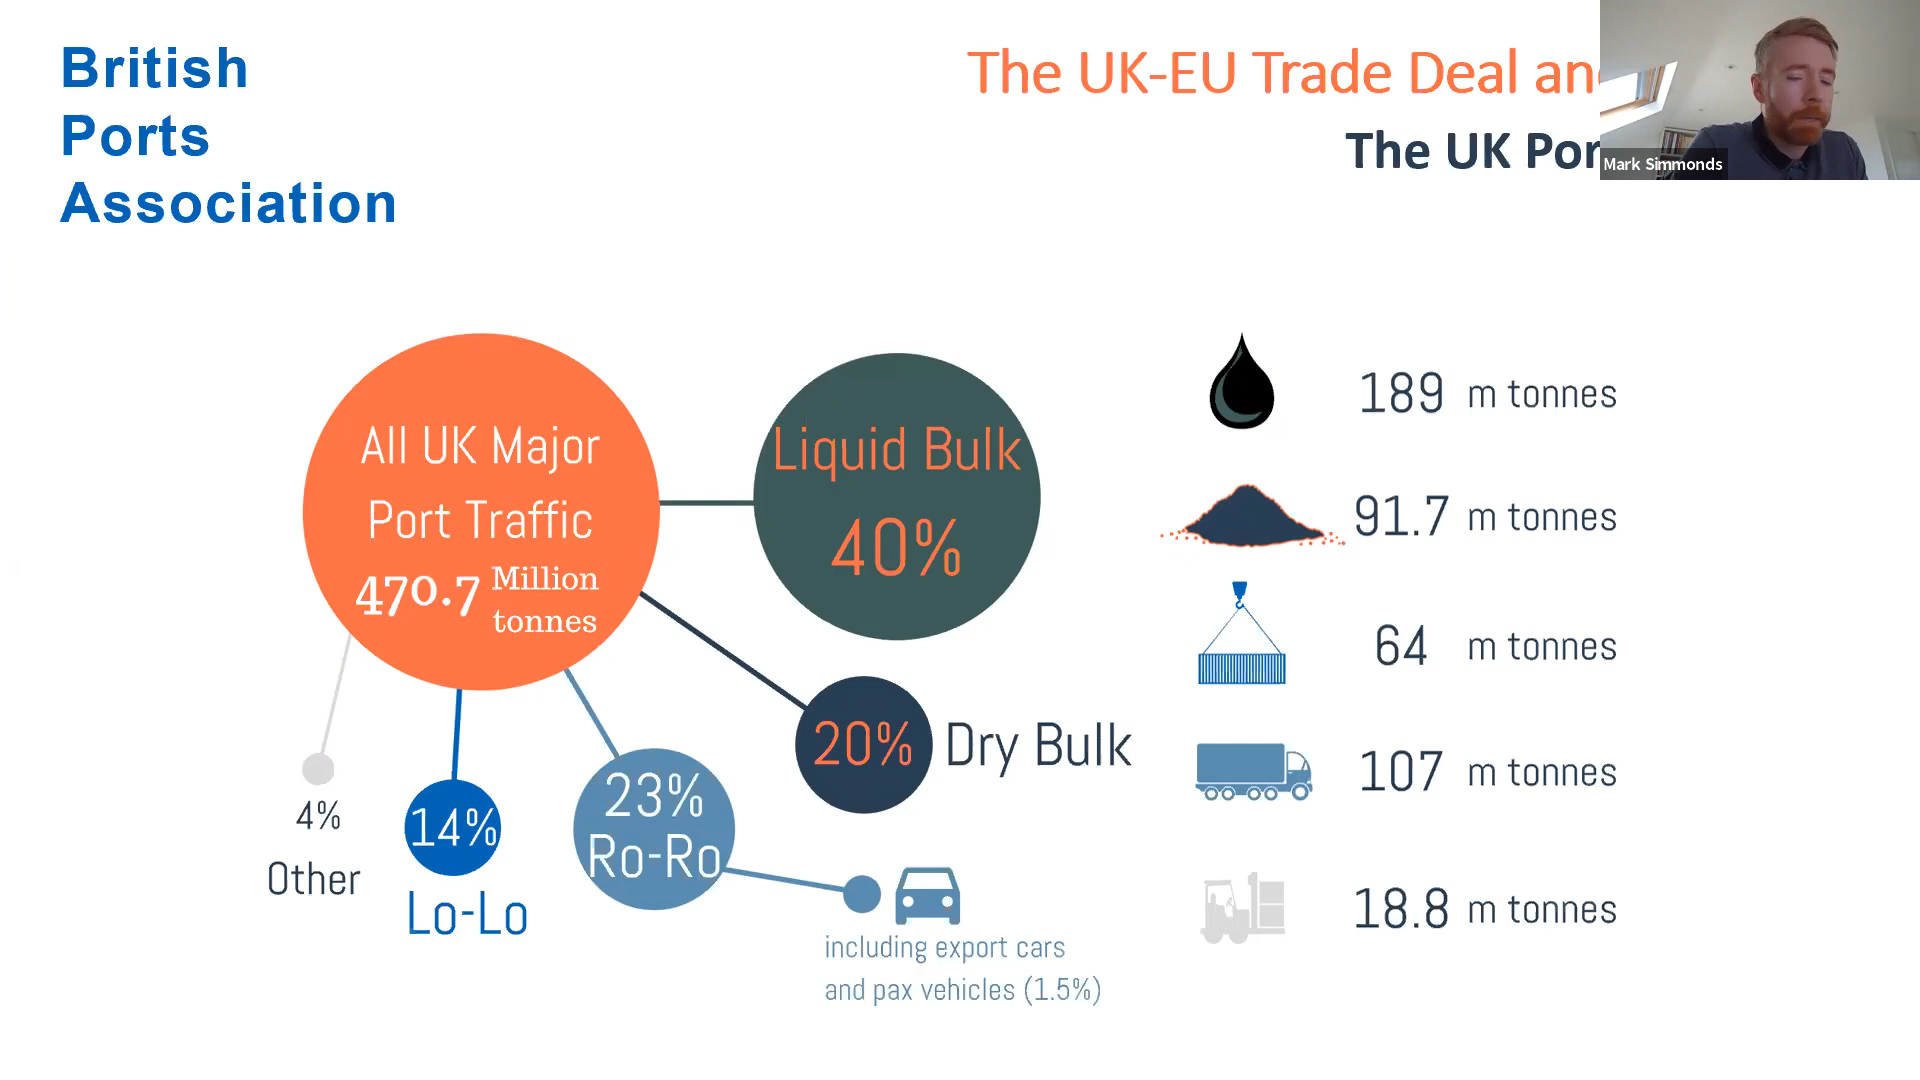 British
Ports
Association
The UK-EU Trade Deal an
The UK Por
Mark Simmonds
All UK Major
Port Traffic
470.7 Million
tonnes
Liquid Bulk
40%
20% Dry Bulk
23%
Ro-Ro
14%
Lo-Lo
4%
Other
including export cars
and pax vehicles (1.5%)
189 m tonnes
91.7 m tonnes
64 m tonnes
107 m tonnes
18.8 m tonnes